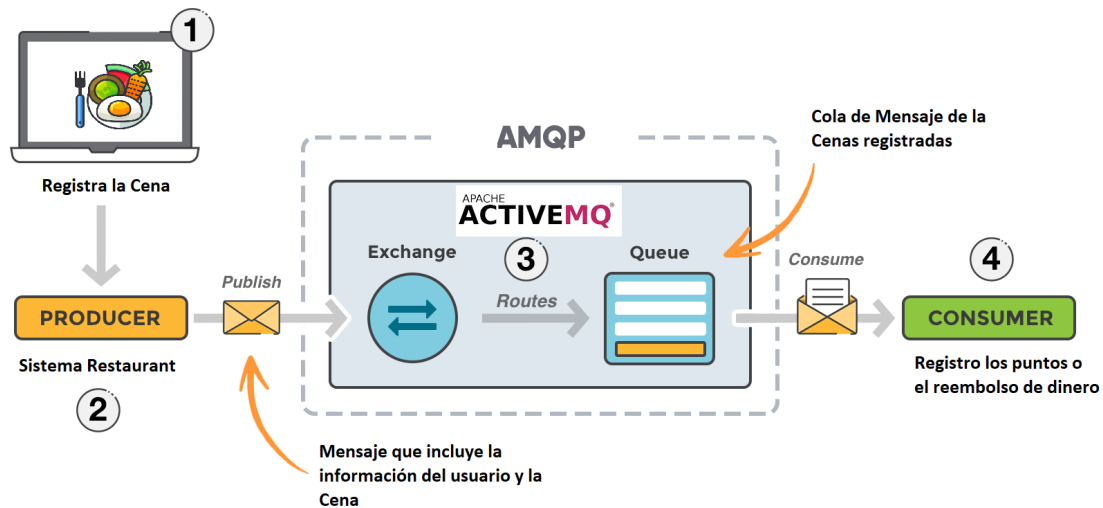 1
Registra la Cena
AMQP
Cola de Mensaje de la
Cenas registradas
APACHE
ACTIVEMQ®
Exchange
3
Queue
Publish
Routes
Consume
4
PRODUCER
CONSUMER
Sistema Restaurant
2
Registro los puntos o
el reembolso de dinero
Mensaje que incluye la
información del usuario y la
Cena